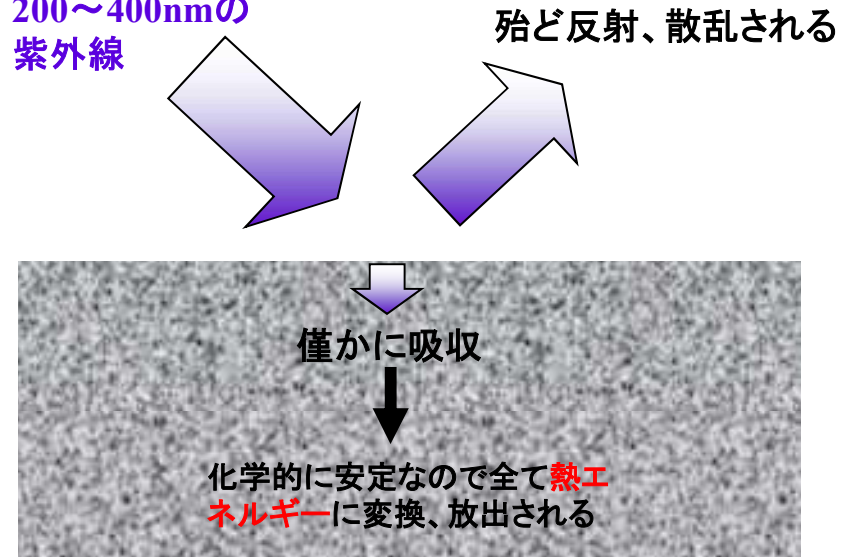 200～400nmの
紫外線
殆ど反射、散乱される
僅かに吸収
化学的に安定なので全て熱エ
ネルギーに変換、放出される